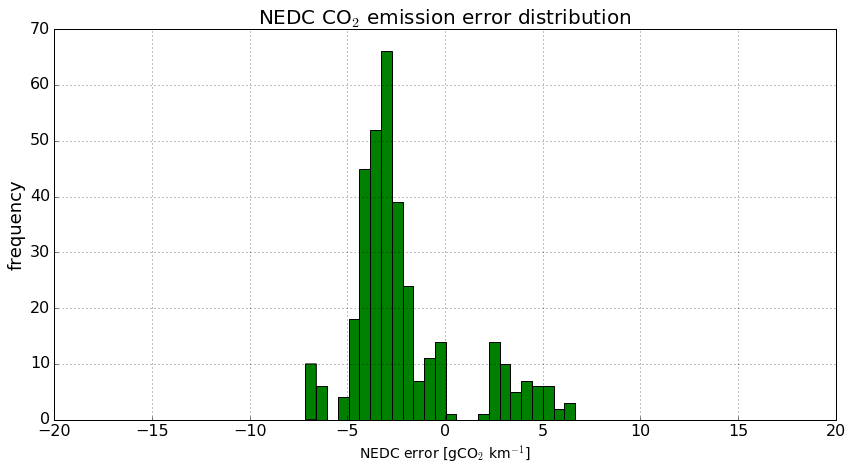 NEDC CO₂ emission error distribution
70
60
50
40
30
20
10
0
frequency
−20 −15 −10 −5 0 5 10 15 20
NEDC error [gCO₂ km⁻¹]